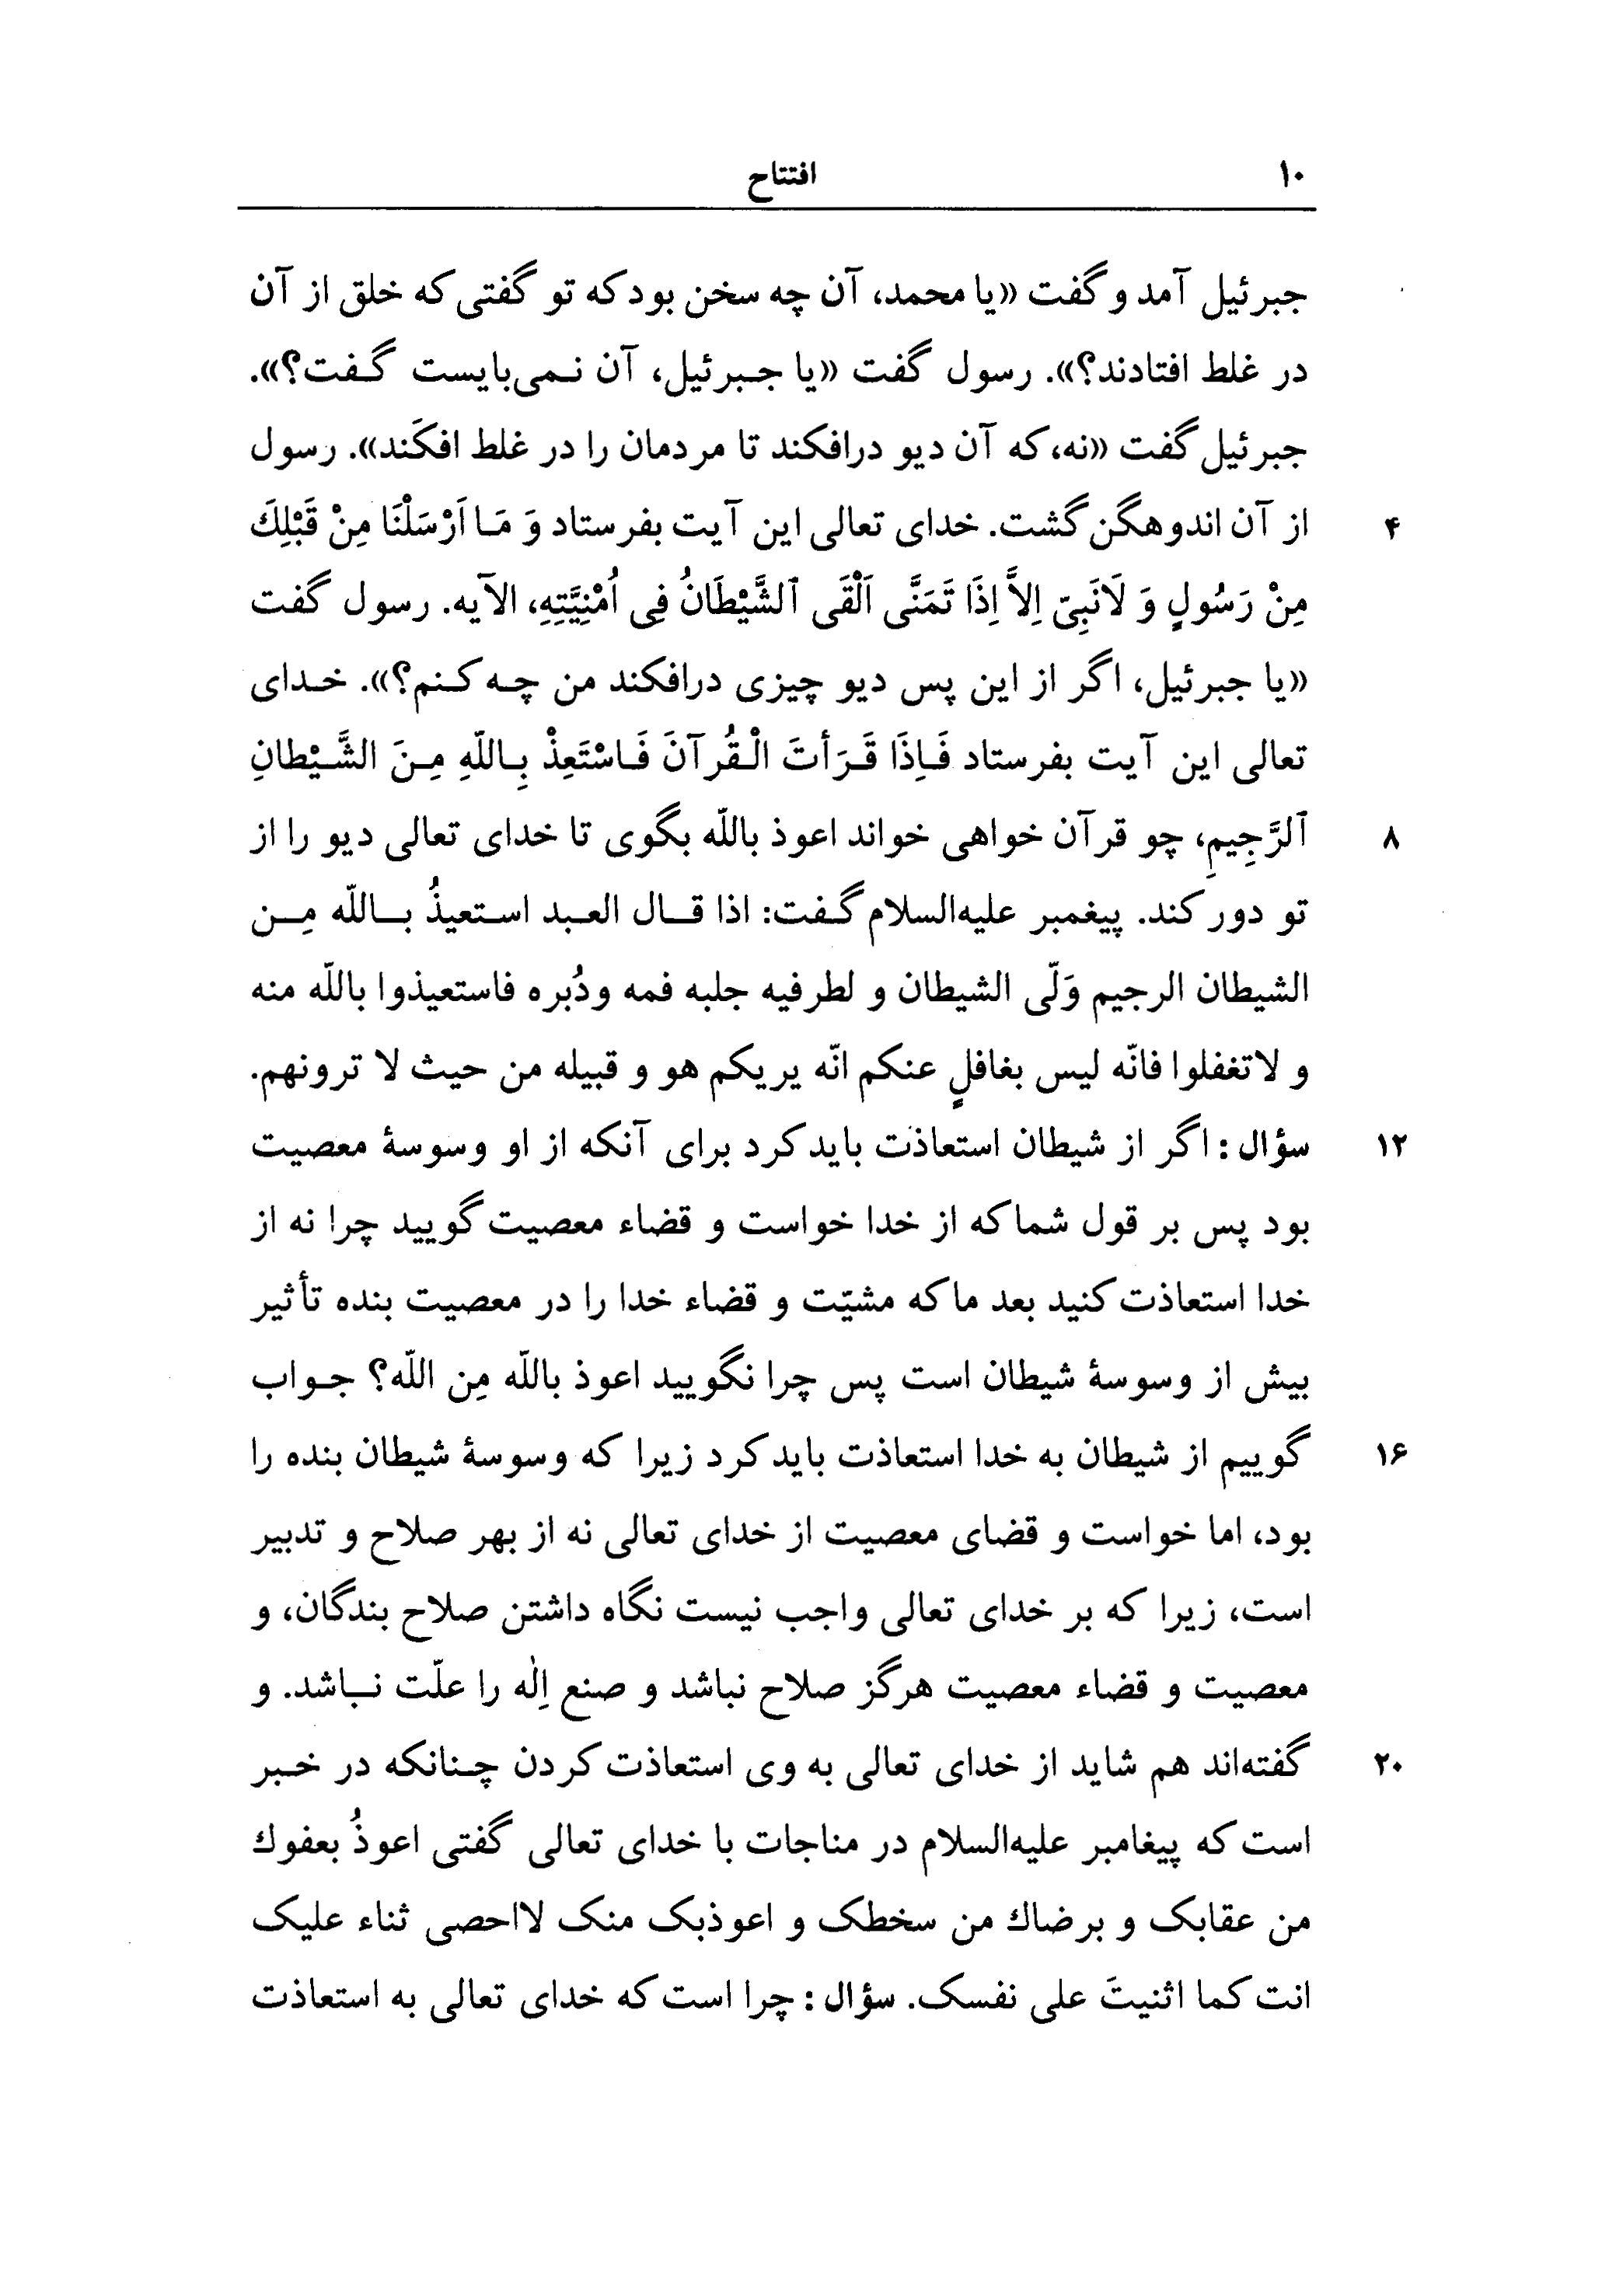 ۱۰ افتتاح
جبرئیل آمد و گفت «یا محمد، آن چه سخن بود که تو گفتی که خلق از آن
در غلط افتادند؟». رسول گفت «یا جبرئیل، آن نمی‌بایست گفت؟».
جبرئیل گفت «نه، که آن دیو درافکند تا مردمان را در غلط افکَند». رسول
۴ از آن اندوهگن گشت. خدای تعالی این آیت بفرستاد وَ مَا اَرْسَلْنَا مِنْ قَبْلِكَ
مِنْ رَسُولٍ وَ لَانَبِیّ اِلاَّ اِذَا تَمَنَّی اَلْقَی ٱلشَّیْطَانُ فِی اُمْنِیَّتِهِ، الآیه. رسول گفت
«یا جبرئیل، اگر از این پس دیو چیزی درافکند من چه کنم؟». خدای
تعالی این آیت بفرستاد فَاِذَا قَرَأتَ الْقُرآنَ فَاسْتَعِذْ بِاللّهِ مِنَ الشَّیْطانِ
۸ ٱلرَّجِیمِ، چو قرآن خواهی خواند اعوذ باللّه بگوی تا خدای تعالی دیو را از
تو دور کند. پیغمبر علیه‌السلام گفت: اذا قال العبد استعیذُ باللّه مِن
الشیطان الرجیم وَلّی الشیطان و لطرفیه جلبه فمه ودُبره فاستعیذوا باللّه منه
و لاتغفلوا فانّه لیس بغافلٍ عنکم انّه یریکم هو و قبیله من حیث لا ترونهم.
۱۲ سؤال : اگر از شیطان استعاذت باید کرد برای آنکه از او وسوسهٔ معصیت
بود پس بر قول شما که از خدا خواست و قضاء معصیت گویید چرا نه از
خدا استعاذت کنید بعد ما که مشیّت و قضاء خدا را در معصیت بنده تأثیر
بیش از وسوسهٔ شیطان است پس چرا نگویید اعوذ باللّه مِن اللّه؟ جواب
۱۶ گوییم از شیطان به خدا استعاذت باید کرد زیرا که وسوسهٔ شیطان بنده را
بود، اما خواست و قضای معصیت از خدای تعالی نه از بهر صلاح و تدبیر
است، زیرا که بر خدای تعالی واجب نیست نگاه داشتن صلاح بندگان، و
معصیت و قضاء معصیت هرگز صلاح نباشد و صنع اِلٰه را علّت نباشد. و
۲۰ گفته‌اند هم شاید از خدای تعالی به وی استعاذت کردن چنانکه در خبر
است که پیغامبر علیه‌السلام در مناجات با خدای تعالی گفتی اعوذُ بعفوك
من عقابک و برضاك من سخطک و اعوذبک منک لااحصی ثناء علیک
انت کما اثنیتَ علی نفسک. سؤال : چرا است که خدای تعالی به استعاذت